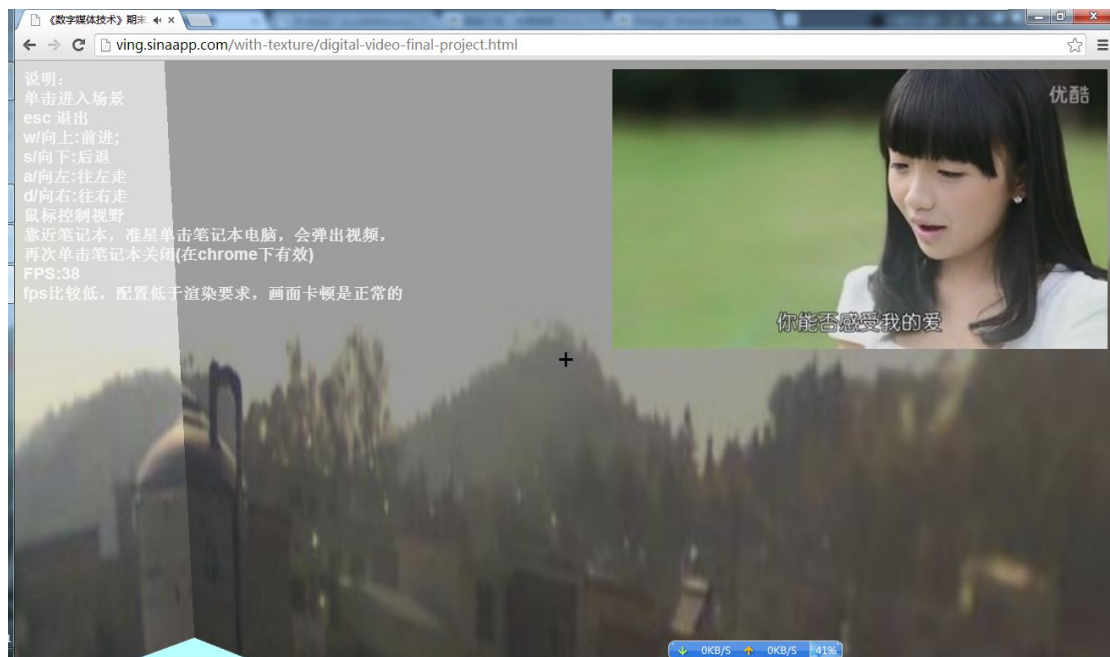 《数字媒体技术》期末
ving.sinaapp.com/with-texture/digital-video-final-project.html
说明：
单击进入场景
esc 退出
w/向上:前进;
s/向下:后退
a/向左:往左走
d/向右:往右走
鼠标控制视野
靠近笔记本，准星单击笔记本电脑，会弹出视频，
再次单击笔记本关闭(在chrome下有效)
FPS:38
fps比较低，配置低于渲染要求，画面卡顿是正常的
优酷
你能否感受我的爱
0KB/S 0KB/S 41%